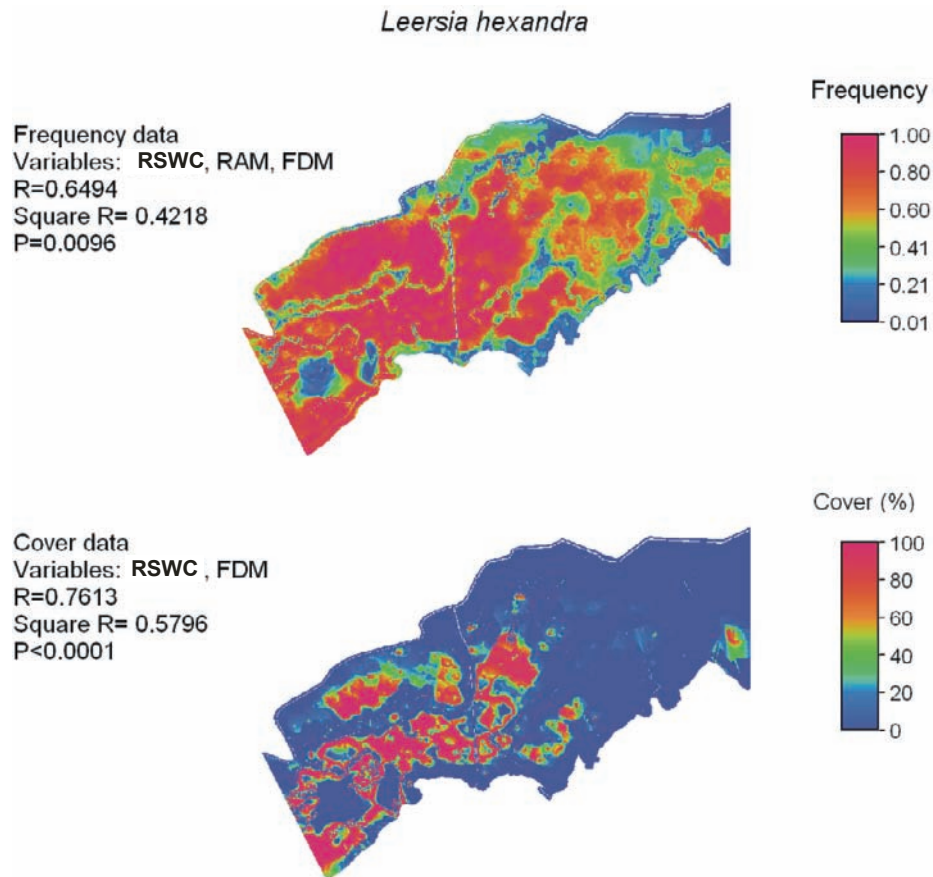 Leersia hexandra
Frequency data
Variables: RSWC, RAM, FDM
R=0.6494
Square R= 0.4218
P=0.0096
Frequency
1.00
0.80
0.60
0.41
0.21
0.01
Cover data
Variables: RSWC , FDM
R=0.7613
Square R= 0.5796
P<0.0001
Cover (%)
100
80
60
40
20
0